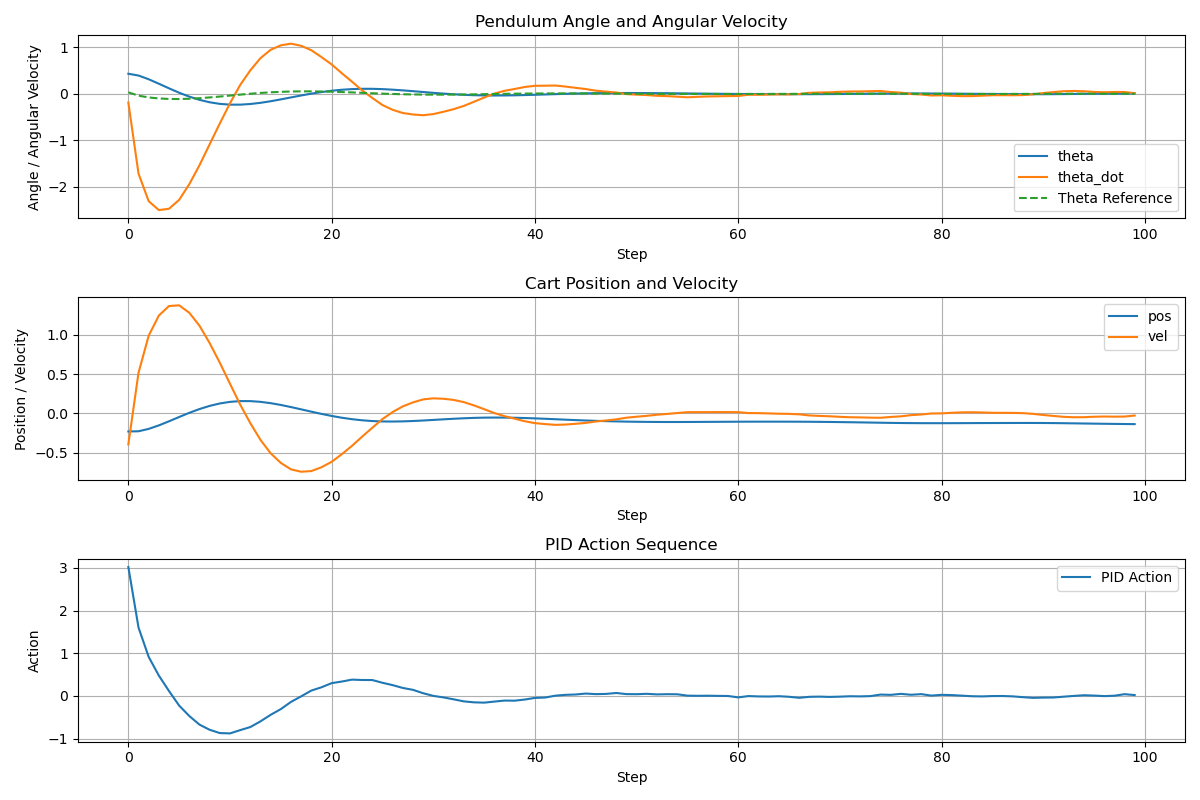 Pendulum Angle and Angular Velocity
Angle / Angular Velocity
1
0
−1
−2
theta
theta_dot
Theta Reference
0 20 40 60 80 100
Step
Cart Position and Velocity
Position / Velocity
1.0
0.5
0.0
−0.5
pos
vel
0 20 40 60 80 100
Step
PID Action Sequence
Action
3
2
1
0
−1
PID Action
0 20 40 60 80 100
Step